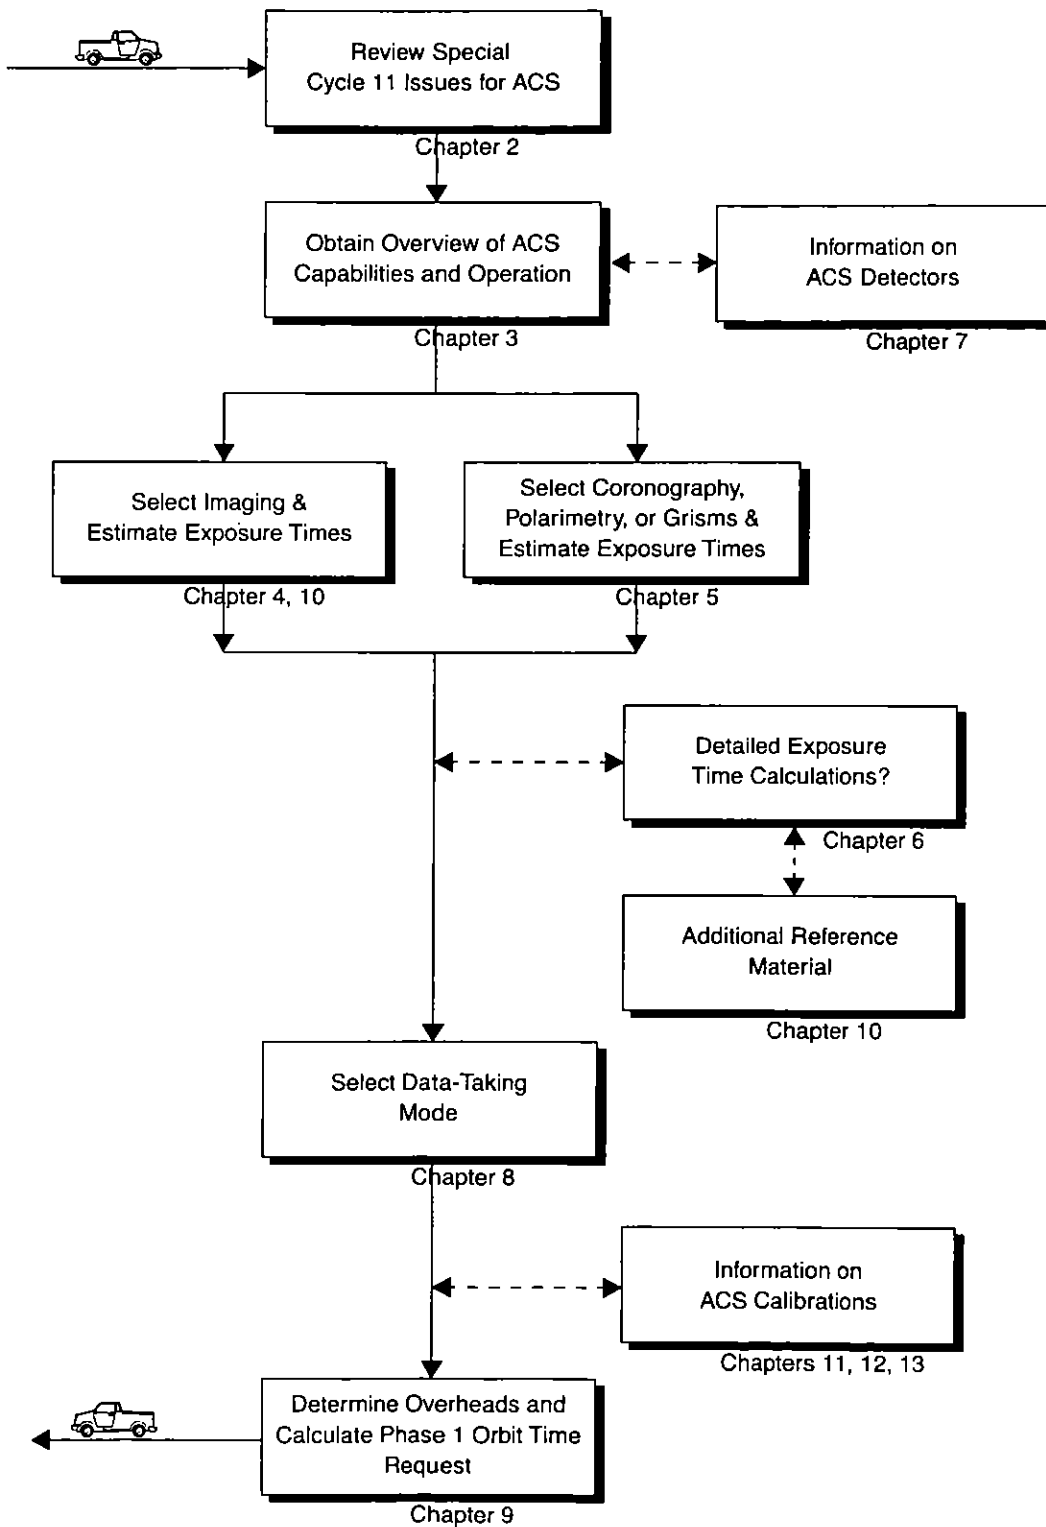 Review Special
Cycle 11 Issues for ACS
Chapter 2
Obtain Overview of ACS
Capabilities and Operation
Chapter 3
Information on
ACS Detectors
Chapter 7
Select Imaging &
Estimate Exposure Times
Chapter 4, 10
Select Coronography,
Polarimetry, or Grisms &
Estimate Exposure Times
Chapter 5
Detailed Exposure
Time Calculations?
Chapter 6
Additional Reference
Material
Chapter 10
Select Data-Taking
Mode
Chapter 8
Information on
ACS Calibrations
Chapters 11, 12, 13
Determine Overheads and
Calculate Phase 1 Orbit Time
Request
Chapter 9